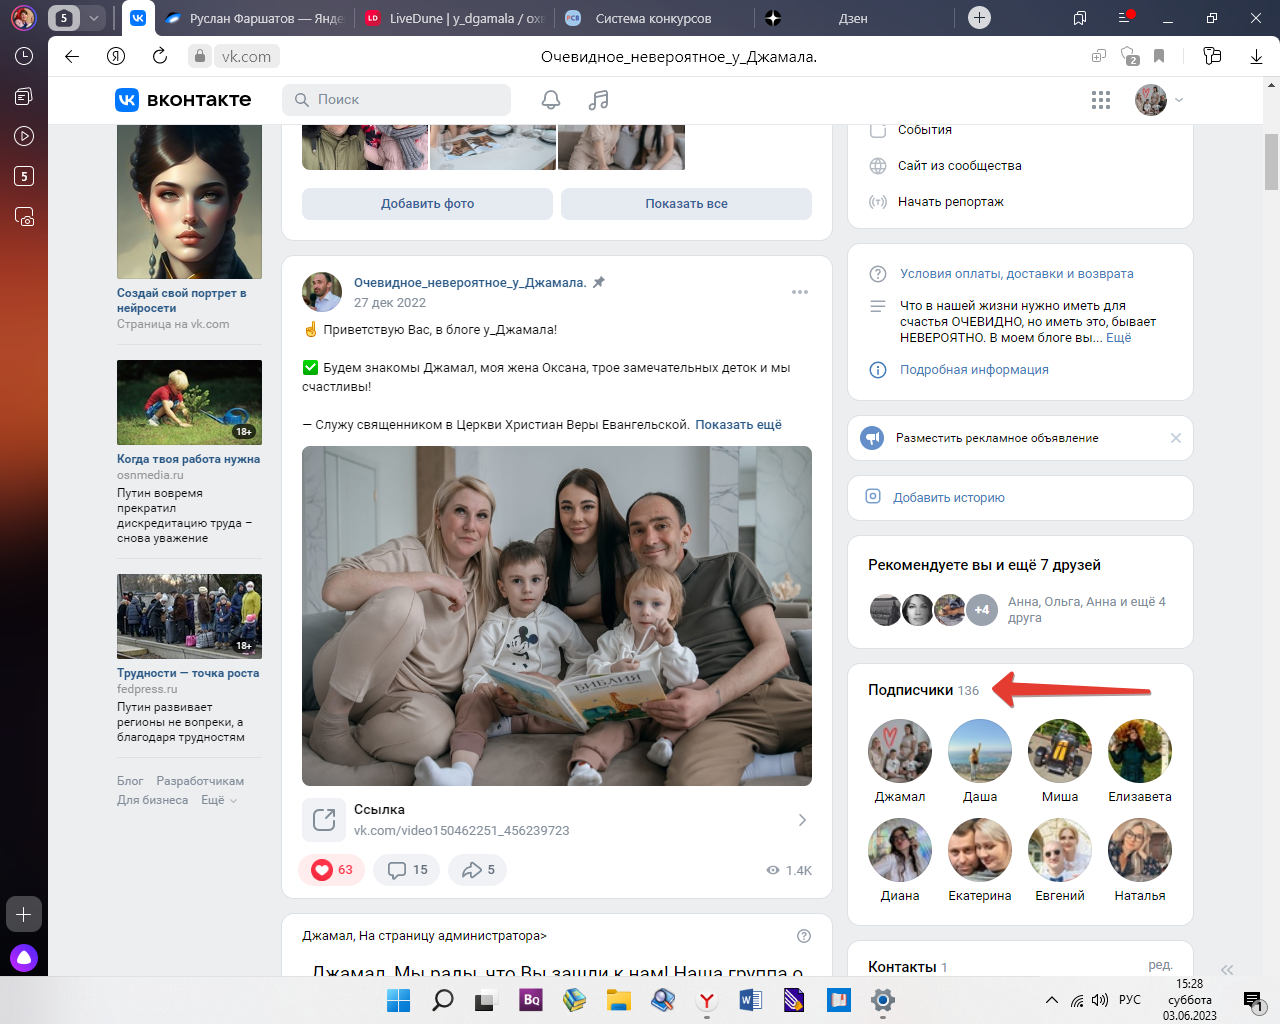 5
Руслан Фаршатов — Янде
LiveDune | y_dgamala / охв
Система конкурсов
Дзен
vk.com
Очевидное_невероятное_у_Джамала.
2
5
вконтакте
Поиск
Создай свой портрет в
нейросети
Страница на vk.com
18+
Когда твоя работа нужна
osnmedia.ru
Путин вовремя
прекратил
дискредитацию труда –
снова уважение
18+
Трудности — точка роста
fedpress.ru
Путин развивает
регионы не вопреки, а
благодаря трудностям
Блог Разработчикам
Для бизнеса Ещё
Добавить фото
Показать все
Очевидное_невероятное_у_Джамала.
27 дек 2022
☝ Приветствую Вас, в блоге у_Джамала!
✅ Будем знакомы Джамал, моя жена Оксана, трое замечательных деток и мы
счастливы!
— Служу священником в Церкви Христиан Веры Евангельской. Показать ещё
БИБЛИЯ
Ссылка
vk.com/video150462251_456239723
63
15
5
1.4K
Джамал, На страницу администратора>
Джамал, Мы рады, что Вы зашли к нам! Наша группа о
События
Сайт из сообщества
Начать репортаж
Условия оплаты, доставки и возврата
Что в нашей жизни нужно иметь для
счастья ОЧЕВИДНО, но иметь это, бывает
НЕВЕРОЯТНО. В моем блоге вы... Ещё
Подробная информация
Разместить рекламное объявление
Добавить историю
Рекомендуете вы и ещё 7 друзей
+4
Анна, Ольга, Анна и ещё 4
друга
Подписчики 136
Джамал
Даша
Миша
Елизавета
Диана
Екатерина
Евгений
Наталья
Контакты 1
ред.
Bq
РУС
15:28
суббота
03.06.2023
1